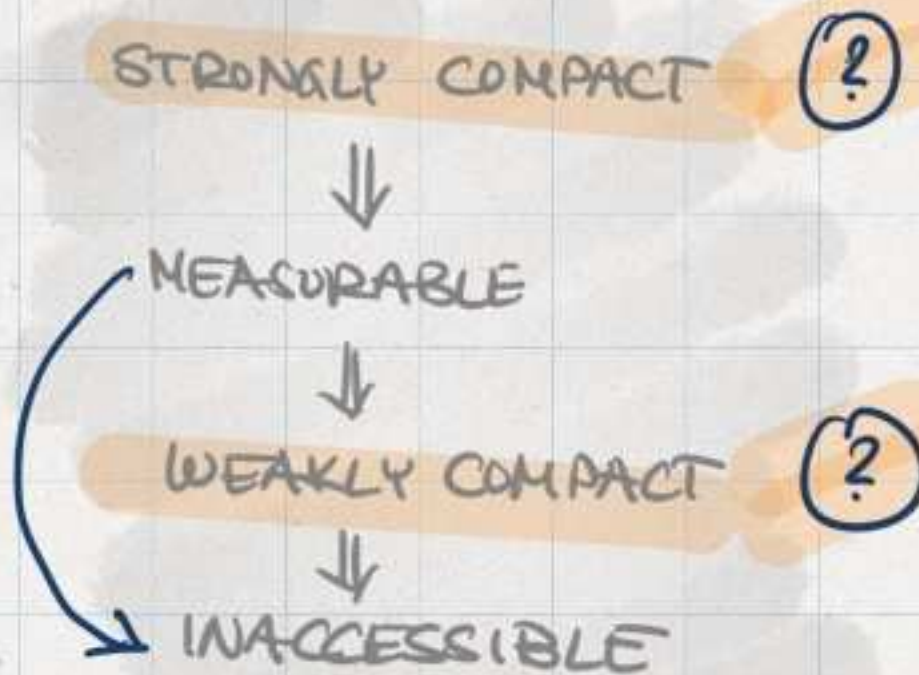 STRONGLY COMPACT ?
⇓
MEASURABLE
⇓
WEAKLY COMPACT ?
⇓
INACCESSIBLE